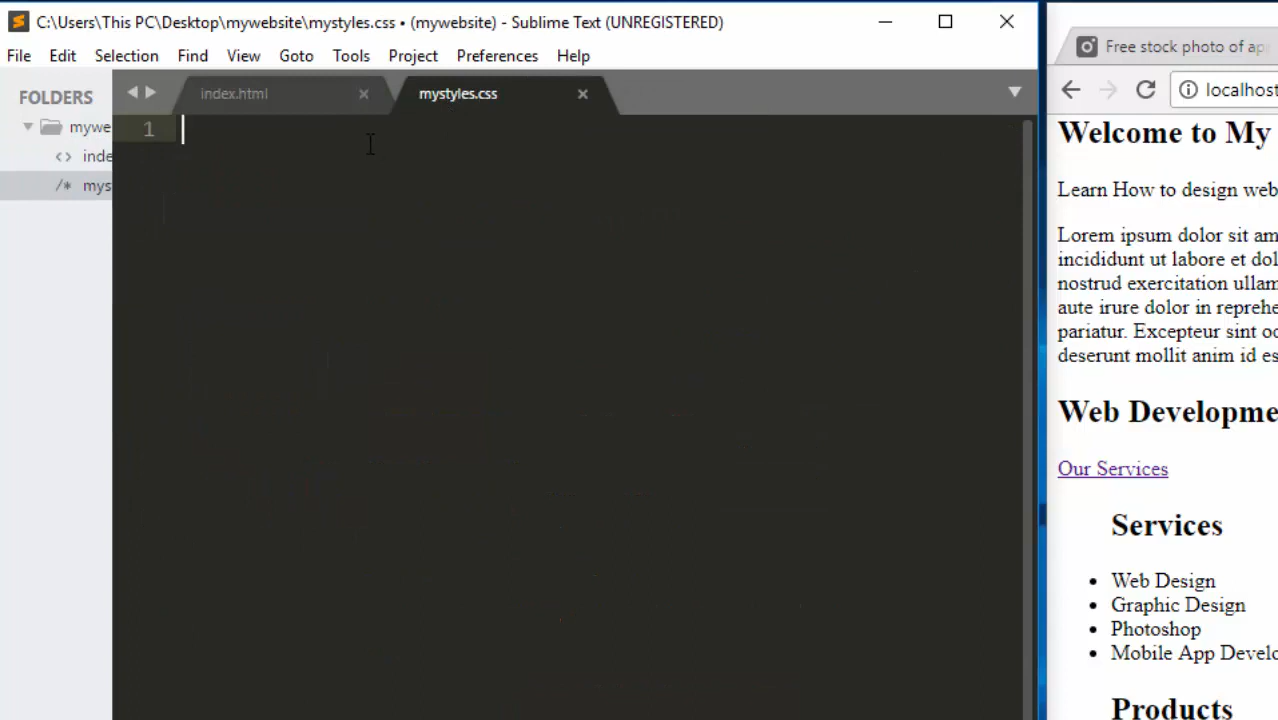 C:\Users\This PC\Desktop\mywebsite\mystyles.css • (mywebsite) - Sublime Text (UNREGISTERED)
File Edit Selection Find View Goto Tools Project Preferences Help
FOLDERS
mywe
<> inde
/* mys
index.html
mystyles.css
1
Free stock photo of ap
localhost
Welcome to My
Learn How to design web
Lorem ipsum dolor sit am
incididunt ut labore et dol
nostrud exercitation ullam
aute irure dolor in reprehe
pariatur. Excepteur sint oc
deserunt mollit anim id es
Web Developme
Our Services
Services
• Web Design
• Graphic Design
• Photoshop
• Mobile App Develo
Products